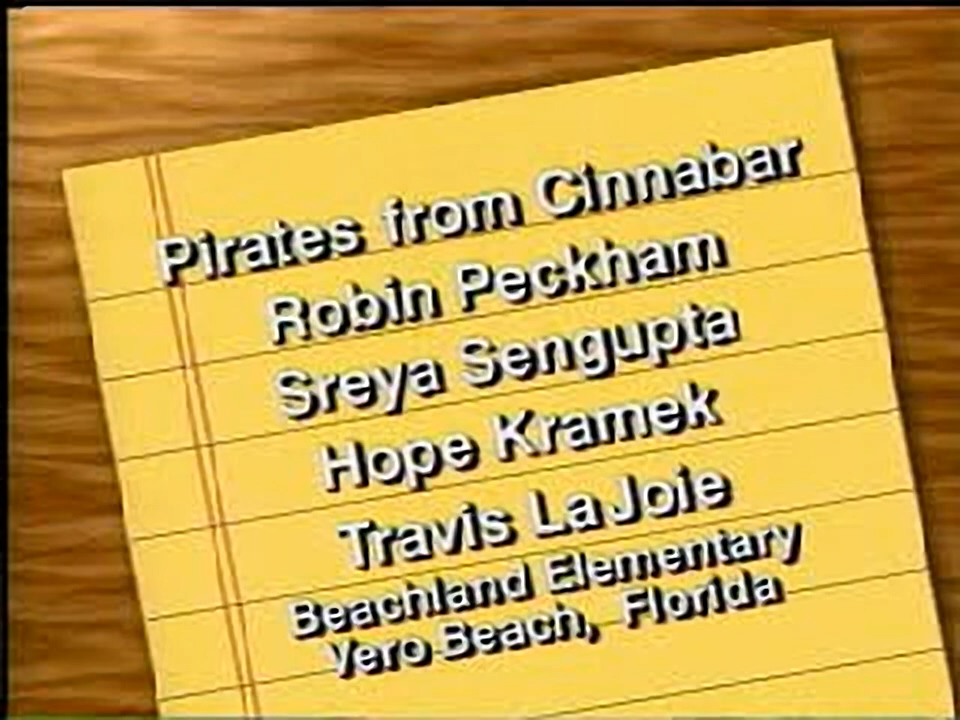 Pirates from Cinnabar
Robin Peckham
Sreya Sengupta
Hope Kramek
Travis LaJoie
Beachland Elementary
Vero Beach, Florida